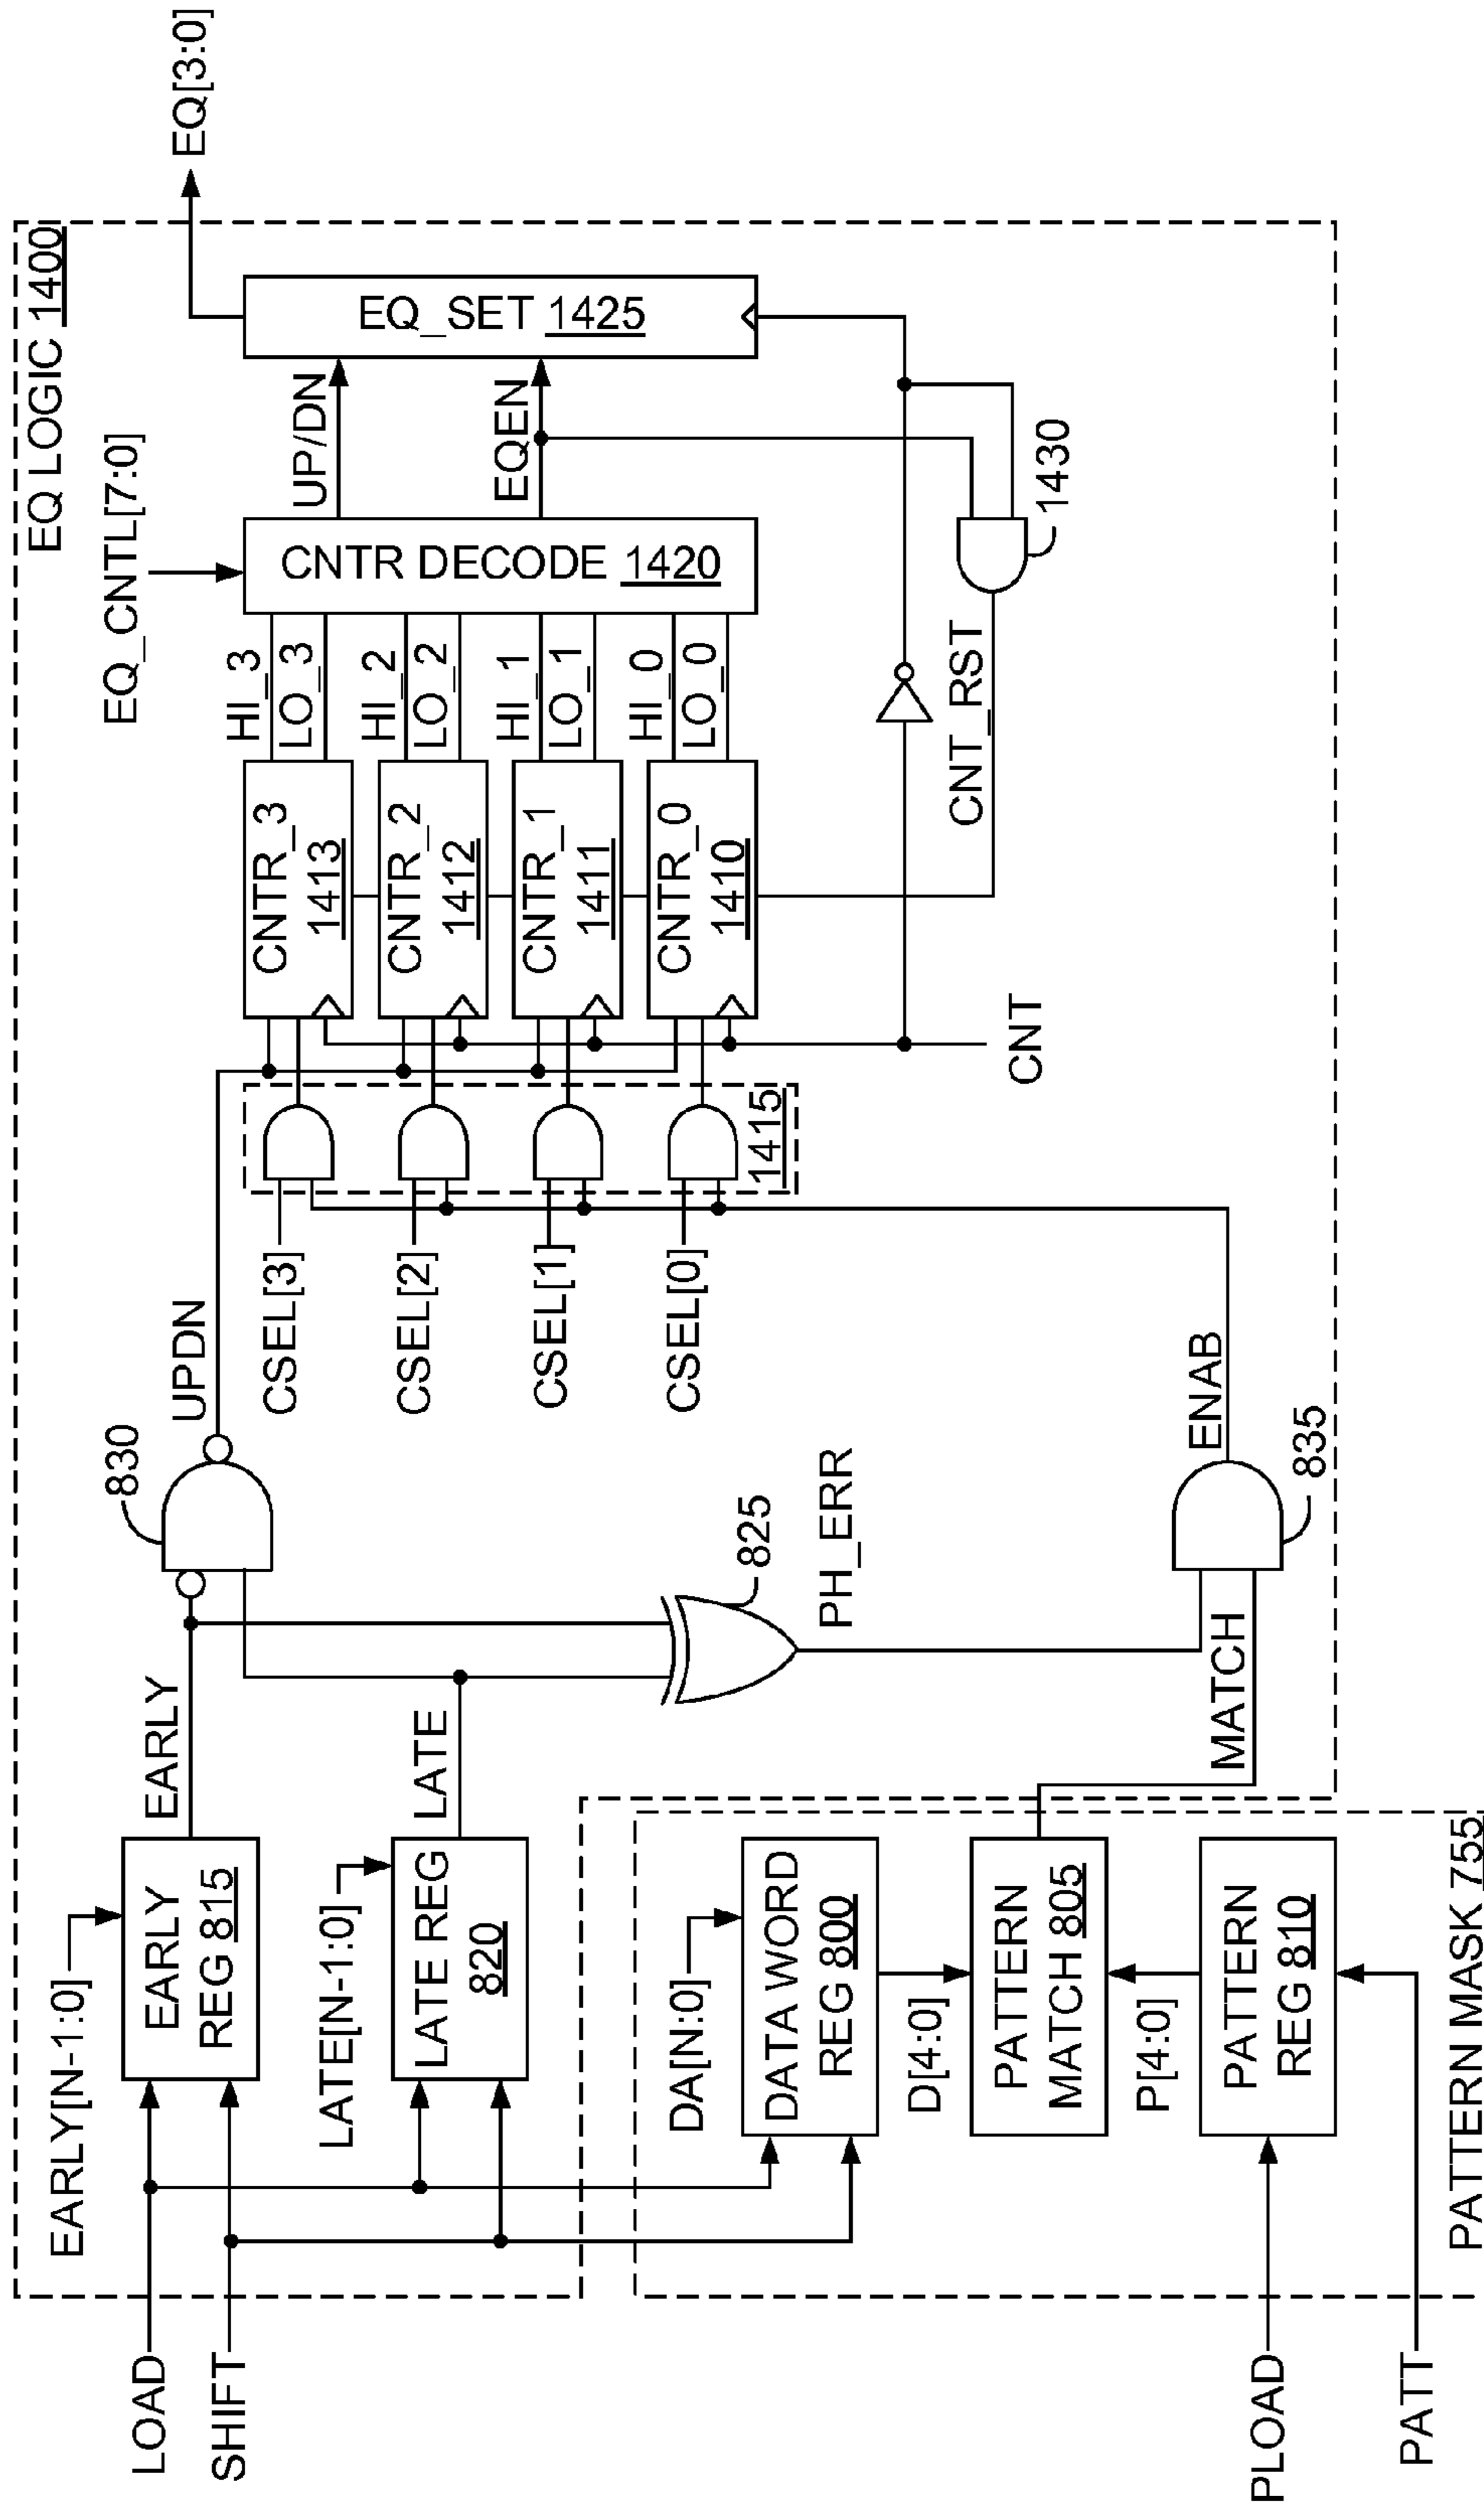 EQ LOGIC 1400
EQ_CNTL[7:0]
EQ[3:0]
LOAD
SHIFT
EARLY[N-1:0]
EARLY
REG 815
EARLY
830
UPDN
LATE[N-1:0]
LATE REG
820
LATE
825
PH_ERR
CSEL[3]
CSEL[2]
CSEL[1]
CSEL[0]
1415
CNTR_3
1413
CNTR_2
1412
CNTR_1
1411
CNTR_0
1410
HI_3
LO_3
HI_2
LO_2
HI_1
LO_1
HI_0
LO_0
CNTR DECODE 1420
UP/DN
EQEN
EQ_SET 1425
CNT_RST
1430
CNT
DA[N:0]
DATA WORD
REG 800
D[4:0]
PATTERN
MATCH 805
P[4:0]
PATTERN
REG 810
MATCH
ENAB
835
PLOAD
PATT
PATTERN MASK 755